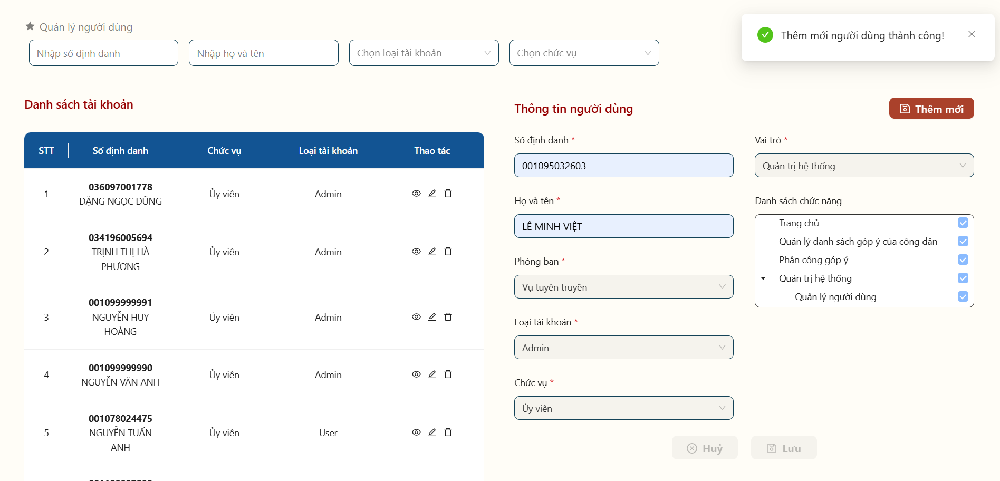 Quản lý người dùng
Nhập số định danh
Nhập họ và tên
Chọn loại tài khoản
Chọn chức vụ
Thêm mới người dùng thành công!
Danh sách tài khoản
STT Số định danh Chức vụ Loại tài khoản Thao tác
1 036097001778 Ủy viên Admin
ĐẶNG NGỌC DŨNG
2 034196005694 Ủy viên Admin
TRỊNH THỊ HÀ
PHƯƠNG
3 001099999991 Ủy viên Admin
NGUYỄN HUY
HOÀNG
4 001099999990 Ủy viên Admin
NGUYỄN VĂN ANH
5 001078024475 Ủy viên User
NGUYỄN TUẤN
ANH
Thông tin người dùng
Thêm mới
Số định danh *
001095032603
Họ và tên *
LÊ MINH VIỆT
Phòng ban *
Vụ tuyên truyền
Loại tài khoản *
Admin
Chức vụ *
Ủy viên
Vai trò *
Quản trị hệ thống
Danh sách chức năng
Trang chủ
Quản lý danh sách góp ý của công dân
Phân công góp ý
Quản trị hệ thống
Quản lý người dùng
Huỷ
Lưu